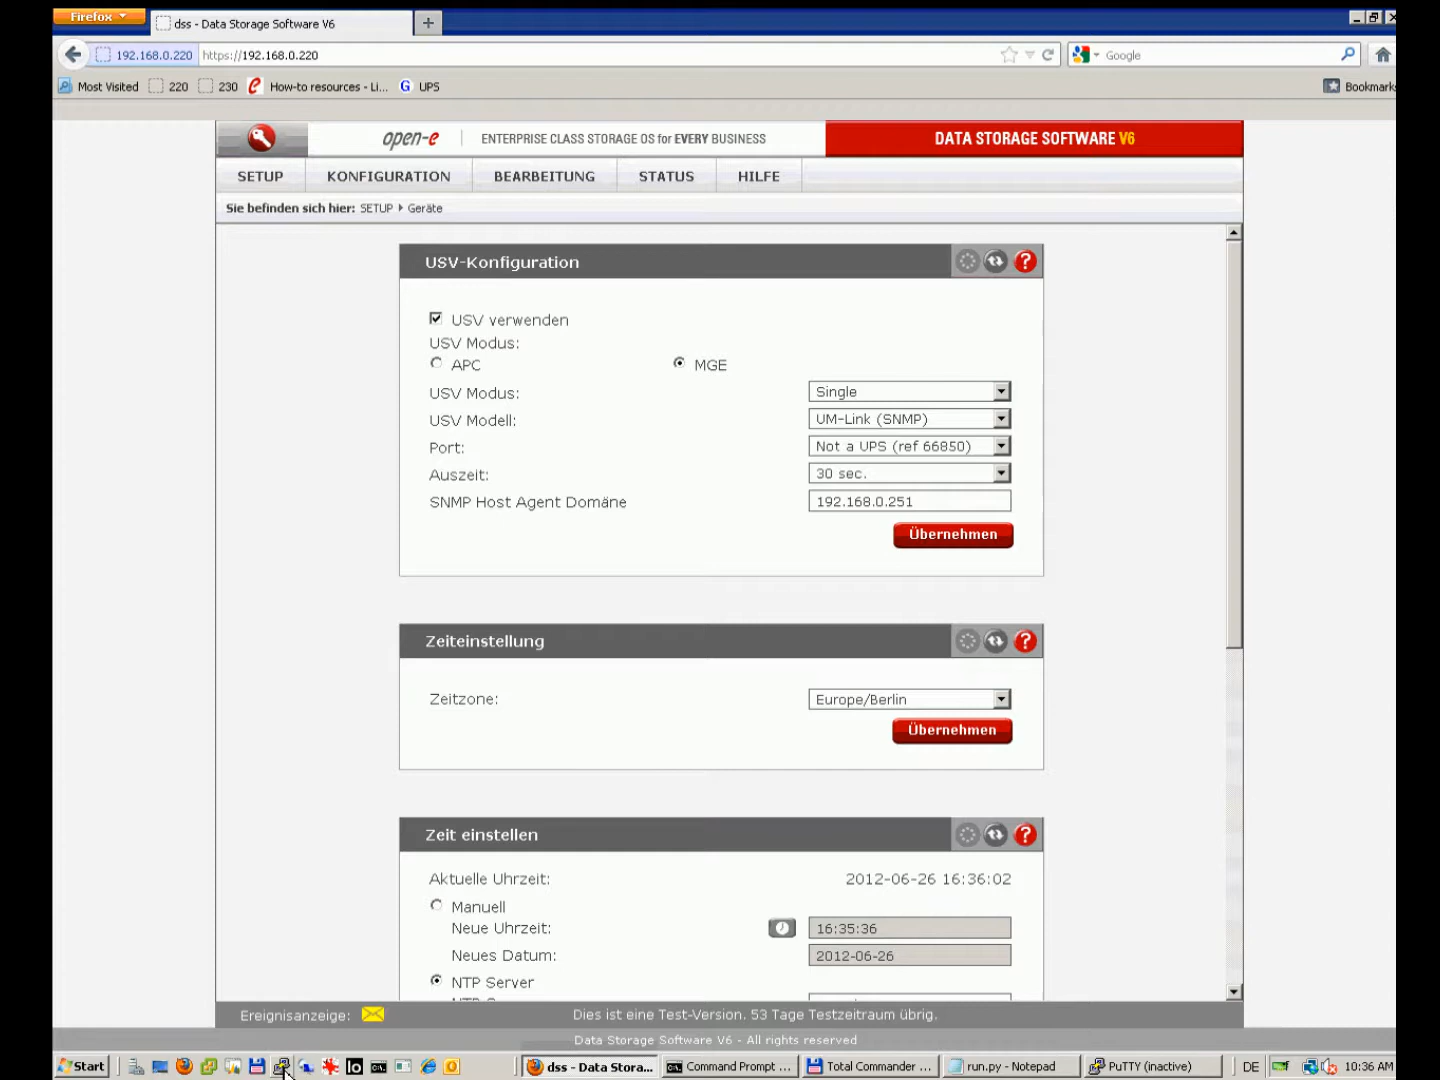 Firefox
dss - Data Storage Software V6
192.168.0.220 https://192.168.0.220
Google
Most Visited 220 230 How-to resources - Li... UPS
Bookmarks
open-e ENTERPRISE CLASS STORAGE OS for EVERY BUSINESS DATA STORAGE SOFTWARE V6
SETUP KONFIGURATION BEARBEITUNG STATUS HILFE
Sie befinden sich hier: SETUP Geräte
USV-Konfiguration
USV verwenden
USV Modus:
APC MGE
USV Modus: Single
USV Modell: UM-Link (SNMP)
Port: Not a UPS (ref 66850)
Auszeit: 30 sec.
SNMP Host Agent Domäne 192.168.0.251
Übernehmen
Zeiteinstellung
Zeitzone: Europe/Berlin
Übernehmen
Zeit einstellen
Aktuelle Uhrzeit: 2012-06-26 16:36:02
Manuell
Neue Uhrzeit: 16:35:36
Neues Datum: 2012-06-26
NTP Server
Ereignisanzeige: Dies ist eine Test-Version. 53 Tage Testzeitraum übrig.
Data Storage Software V6 - All rights reserved
Start dss - Data Stora... Command Prompt ... Total Commander ... run.py - Notepad PuTTY (inactive) DE 10:36 AM